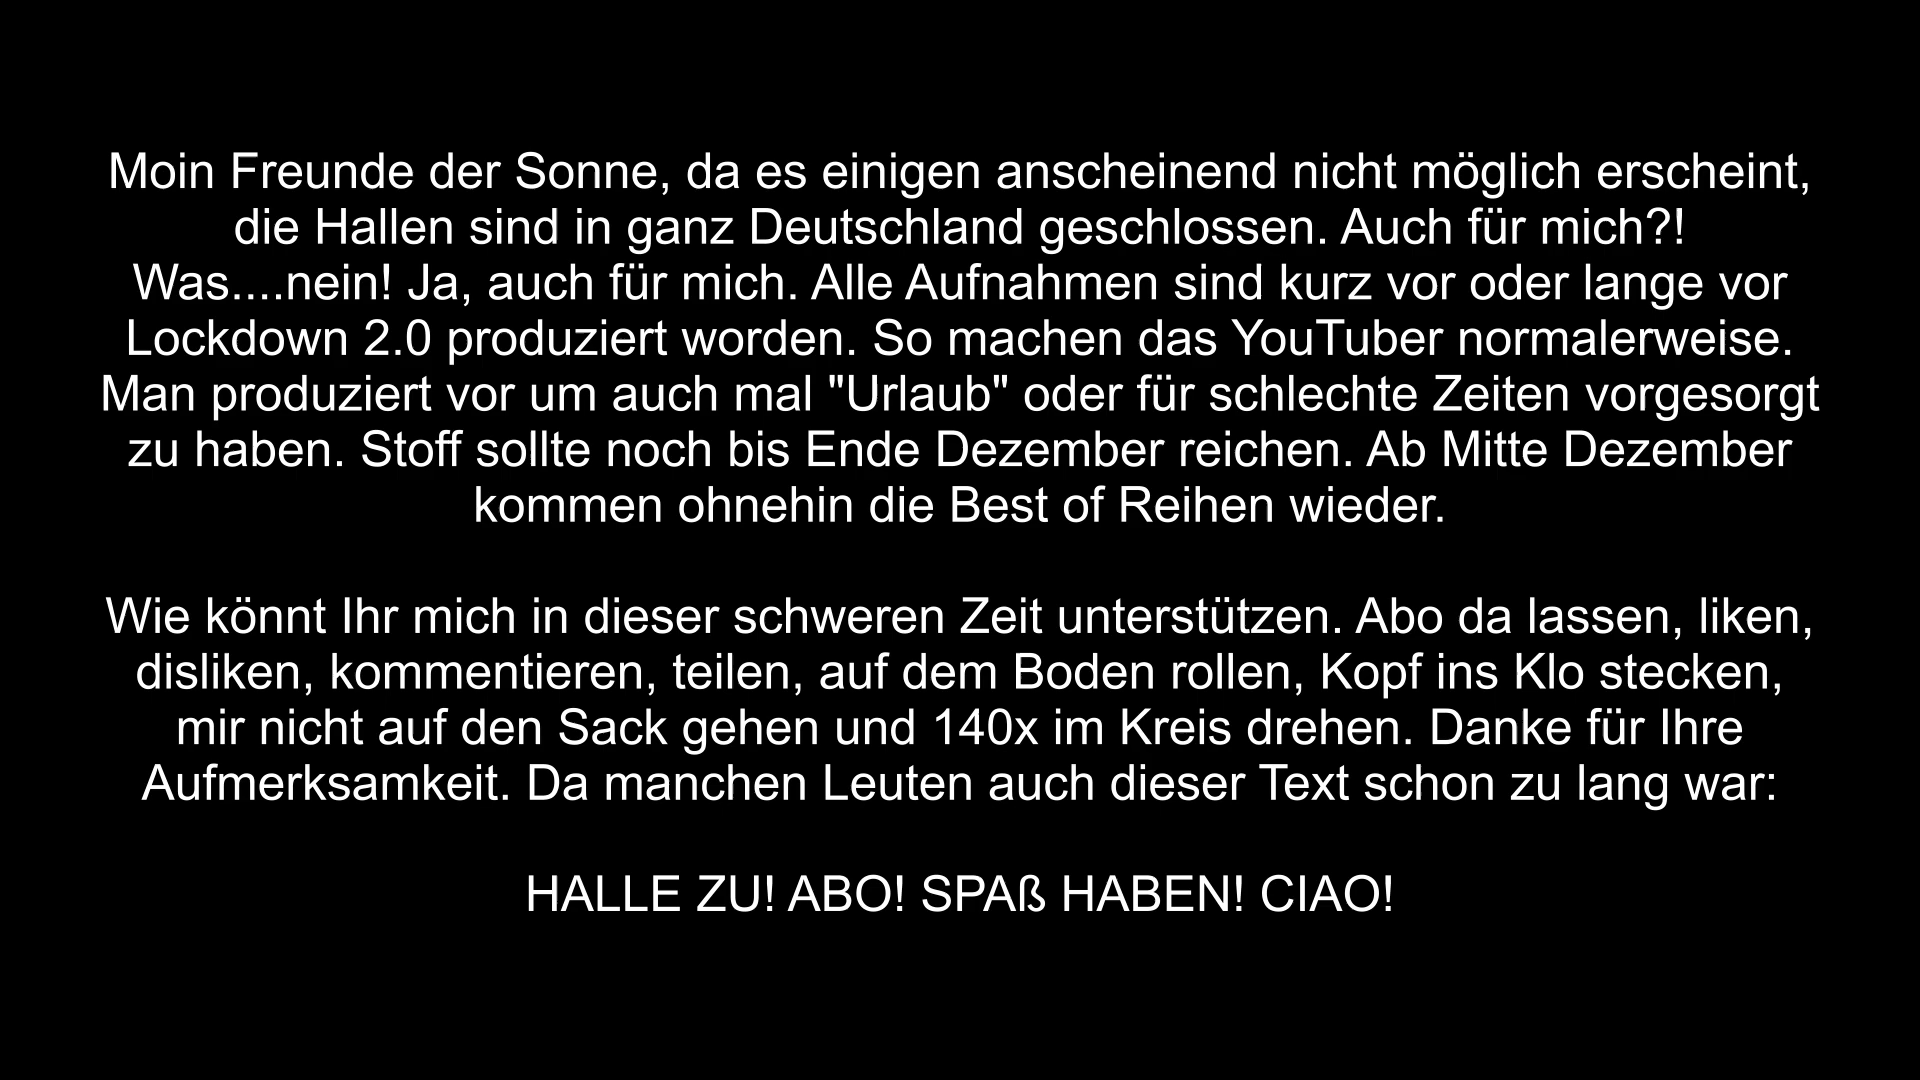 Moin Freunde der Sonne, da es einigen anscheinend nicht möglich erscheint,
die Hallen sind in ganz Deutschland geschlossen. Auch für mich?!
Was....nein! Ja, auch für mich. Alle Aufnahmen sind kurz vor oder lange vor
Lockdown 2.0 produziert worden. So machen das YouTuber normalerweise.
Man produziert vor um auch mal "Urlaub" oder für schlechte Zeiten vorgesorgt
zu haben. Stoff sollte noch bis Ende Dezember reichen. Ab Mitte Dezember
kommen ohnehin die Best of Reihen wieder.
Wie könnt Ihr mich in dieser schweren Zeit unterstützen. Abo da lassen, liken,
disliken, kommentieren, teilen, auf dem Boden rollen, Kopf ins Klo stecken,
mir nicht auf den Sack gehen und 140x im Kreis drehen. Danke für Ihre
Aufmerksamkeit. Da manchen Leuten auch dieser Text schon zu lang war:
HALLE ZU! ABO! SPAß HABEN! CIAO!